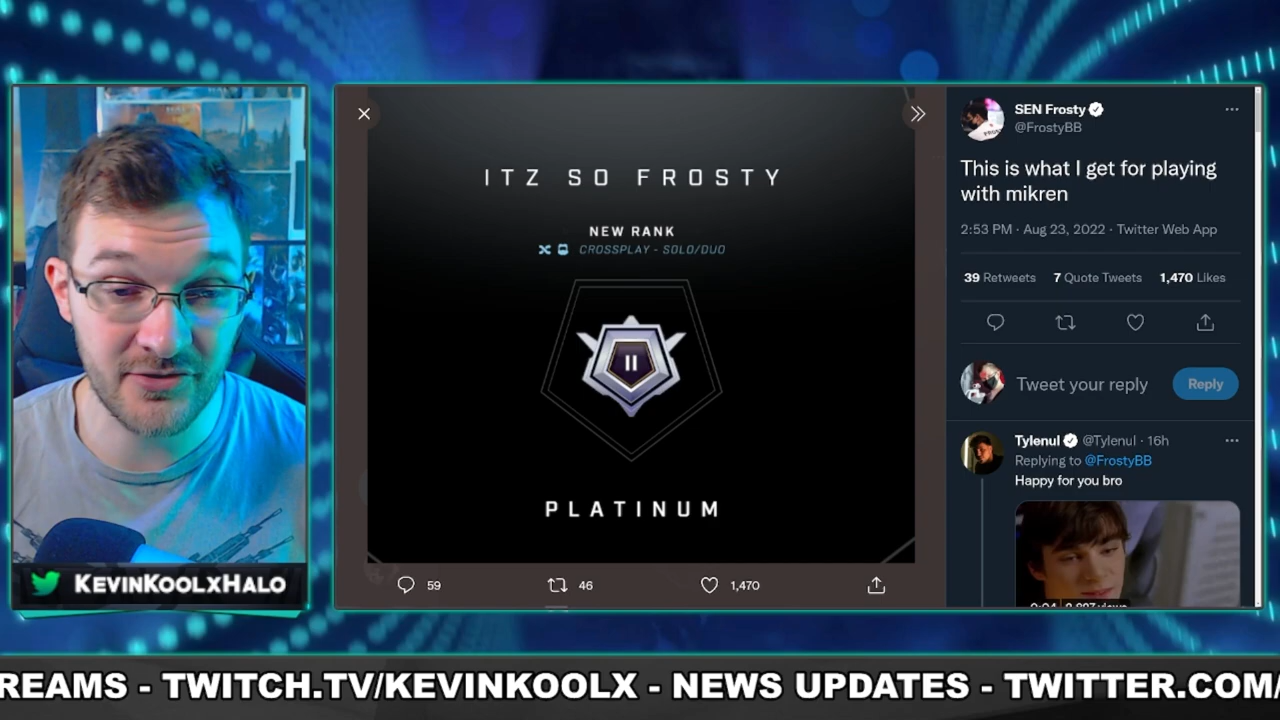 ITZ SO FROSTY
NEW RANK
CROSSPLAY - SOLO/DUO
II
PLATINUM
59
46
1,470
SEN Frosty
@FrostyBB
This is what I get for playing
with mikren
2:53 PM · Aug 23, 2022 · Twitter Web App
39 Retweets 7 Quote Tweets 1,470 Likes
Tweet your reply
Reply
Tylenul @Tylenul · 16h
Replying to @FrostyBB
Happy for you bro
KEVINKOOLXHALO
REAMS - TWITCH.TV/KEVINKOOLX - NEWS UPDATES - TWITTER.COM/